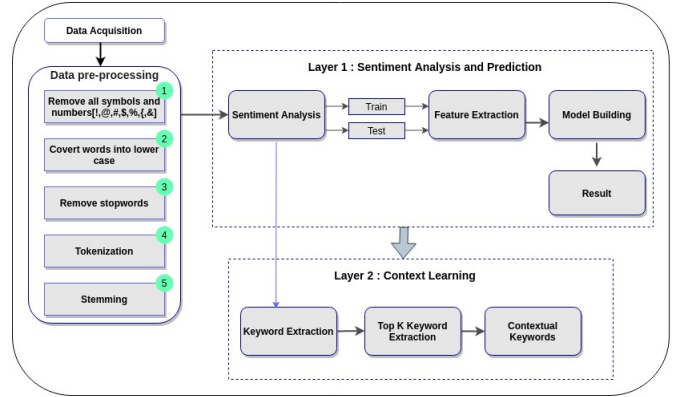 Data Acquisition
Data pre-processing
1
Remove all symbols and
numbers[!,@,#,$,%,{,&]
2
Covert words into lower
case
3
Remove stopwords
4
Tokenization
5
Stemming
Layer 1 : Sentiment Analysis and Prediction
Sentiment Analysis
Train
Test
Feature Extraction
Model Building
Result
Layer 2 : Context Learning
Keyword Extraction
Top K Keyword
Extraction
Contextual
Keywords